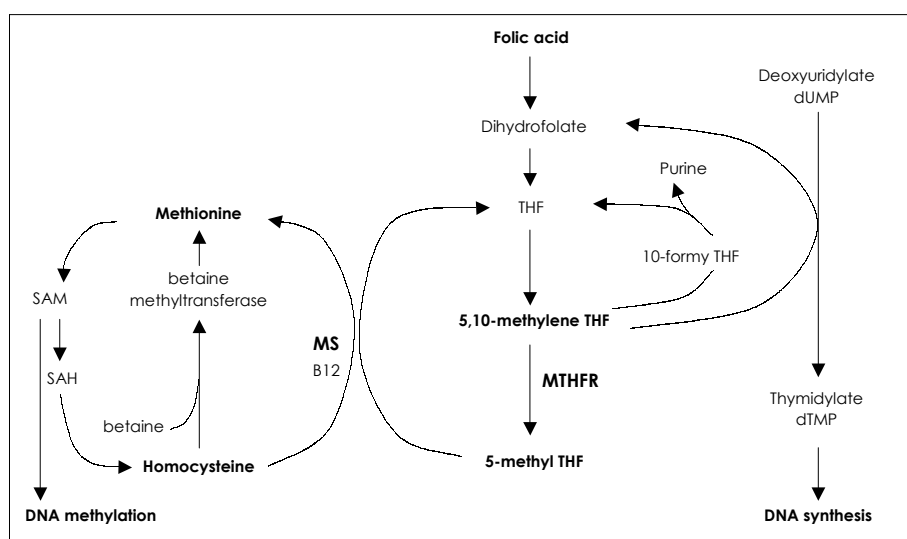 Folic acid
Deoxyuridylate
dUMP
Dihydrofolate
Purine
THF
Methionine
10-formy THF
betaine
methyltransferase
SAM
5,10-methylene THF
MS
B12
MTHFR
SAH
Thymidylate
dTMP
betaine
Homocysteine
5-methyl THF
DNA methylation
DNA synthesis